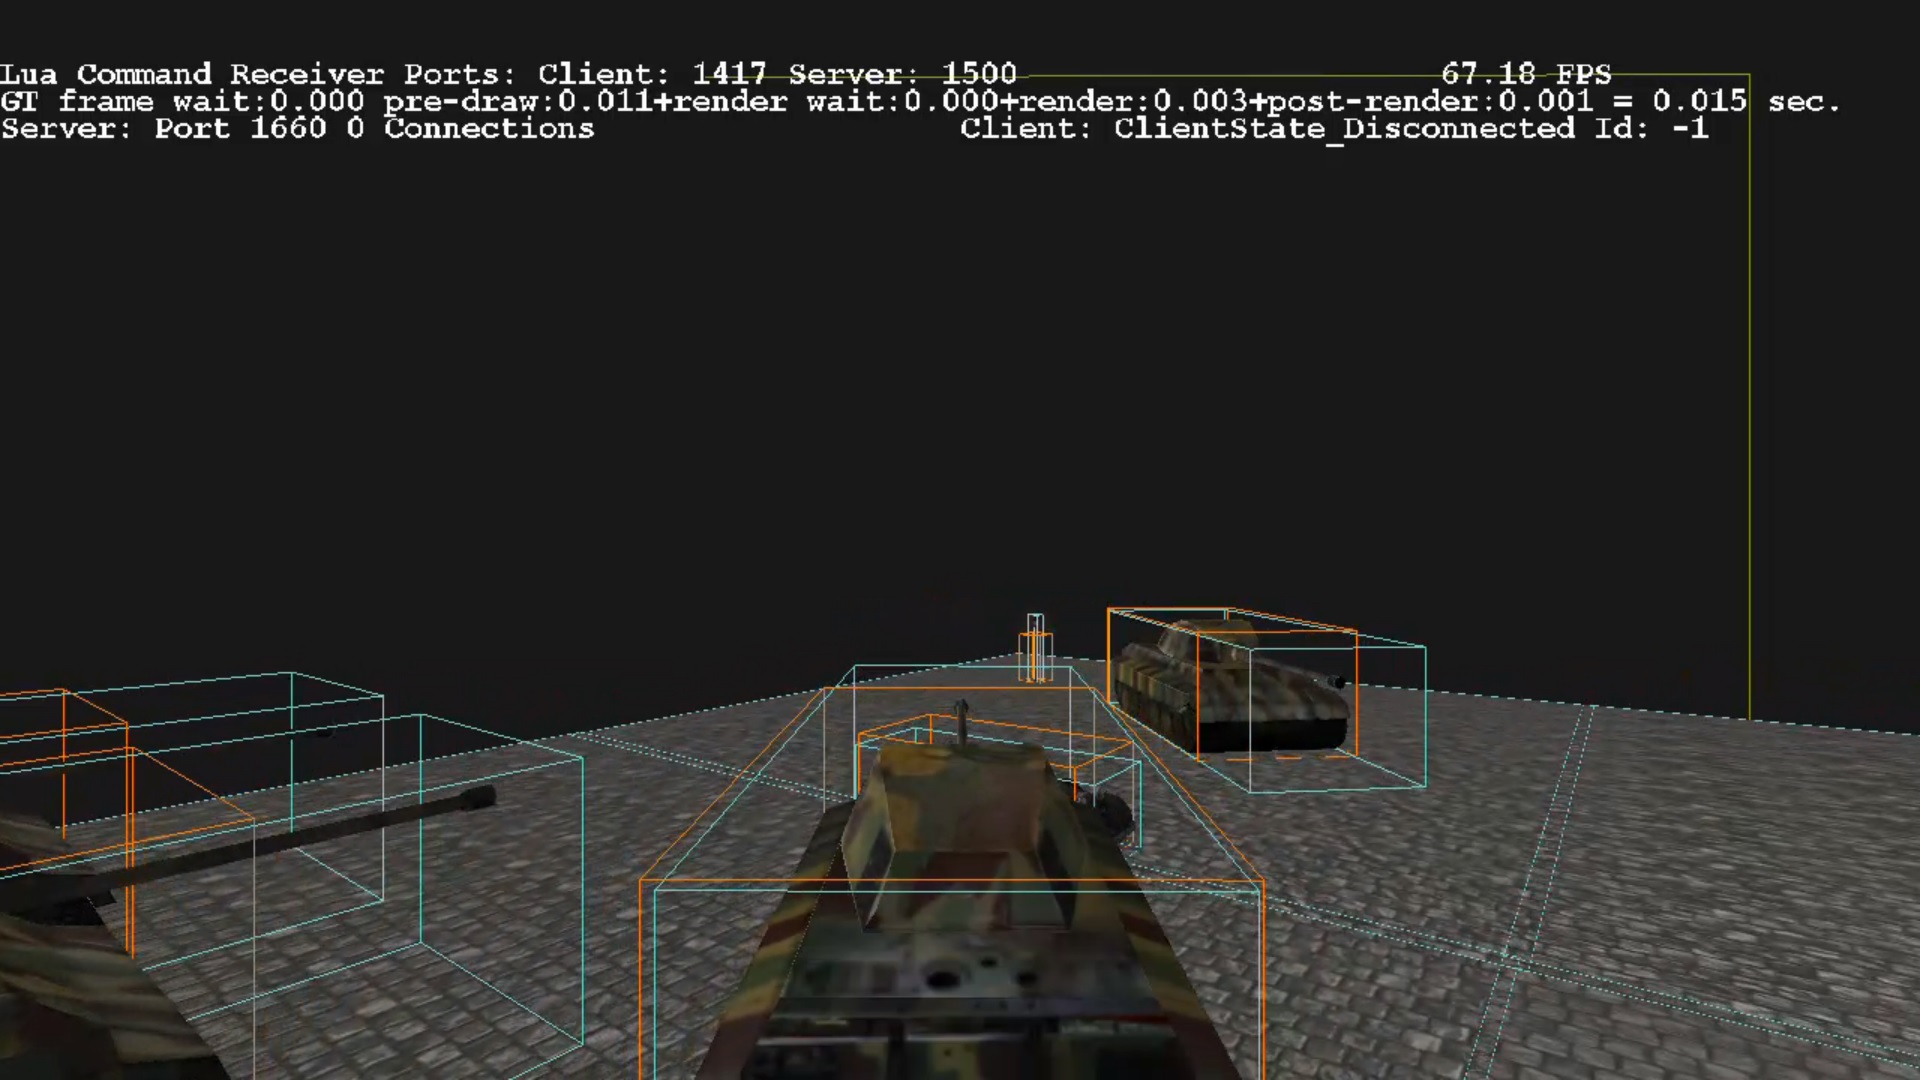 Lua Command Receiver Ports: Client: 1417 Server: 1500 67.18 FPS
GT frame wait:0.000 pre-draw:0.011+render wait:0.000+render:0.003+post-render:0.001 = 0.015 sec.
Server: Port 1660 0 Connections Client: ClientState_Disconnected Id: -1